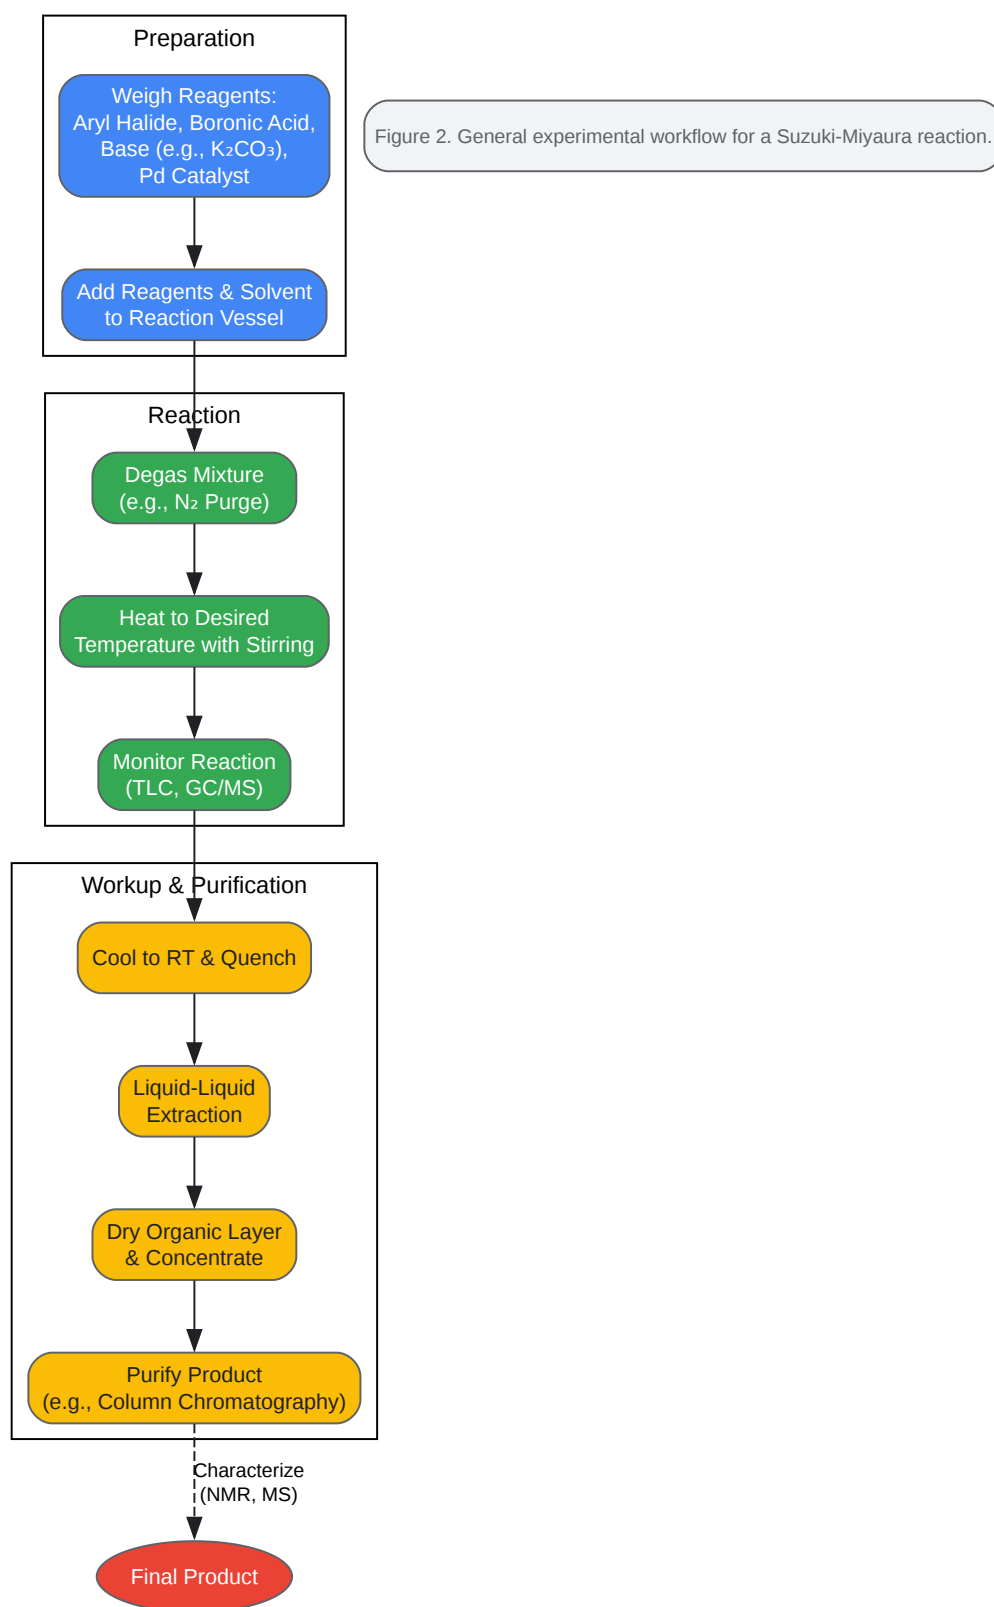 Preparation
Weigh Reagents:
Aryl Halide, Boronic Acid,
Base (e.g., K₂CO₃),
Pd Catalyst
Figure 2. General experimental workflow for a Suzuki-Miyaura reaction.
Add Reagents & Solvent
to Reaction Vessel
Reaction
Degas Mixture
(e.g., N₂ Purge)
Heat to Desired
Temperature with Stirring
Monitor Reaction
(TLC, GC/MS)
Workup & Purification
Cool to RT & Quench
Liquid-Liquid
Extraction
Dry Organic Layer
& Concentrate
Purify Product
(e.g., Column Chromatography)
Characterize
(NMR, MS)
Final Product